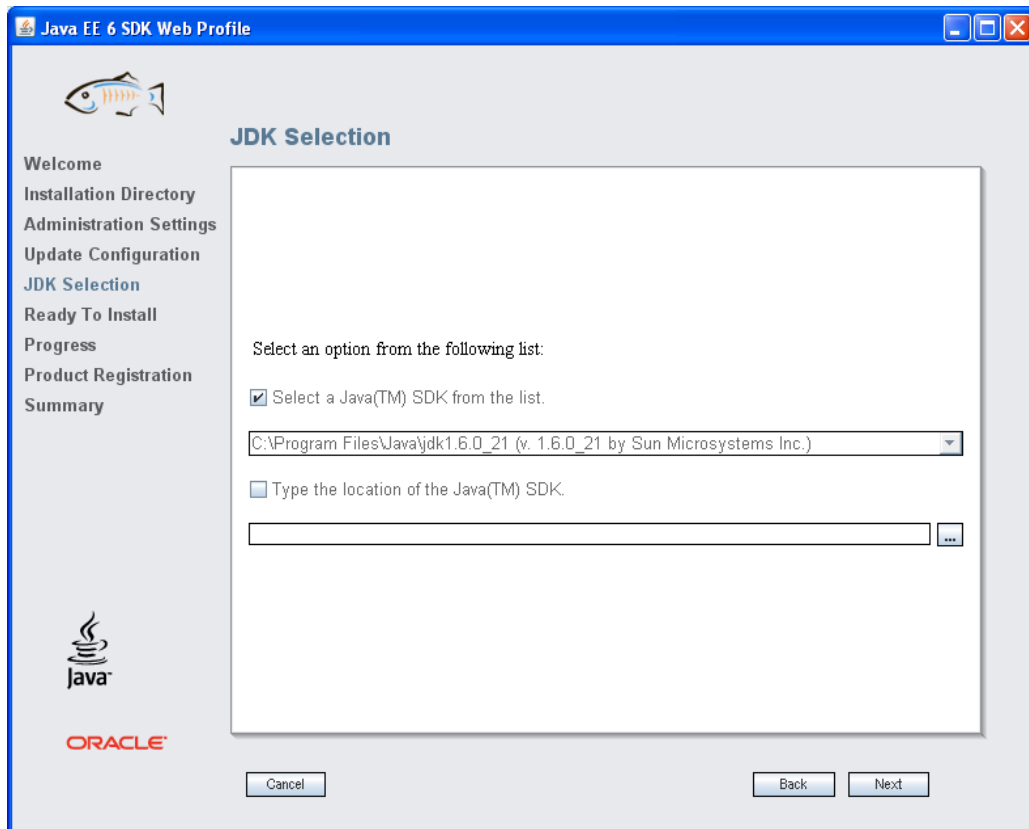 Java EE 6 SDK Web Profile
JDK Selection
Welcome
Installation Directory
Administration Settings
Update Configuration
JDK Selection
Ready To Install
Progress
Product Registration
Summary
Select an option from the following list:
Select a Java(TM) SDK from the list.
C:\Program Files\Java\jdk1.6.0_21 (v. 1.6.0_21 by Sun Microsystems Inc.)
Type the location of the Java(TM) SDK.
...
Java™
ORACLE®
Cancel
Back
Next